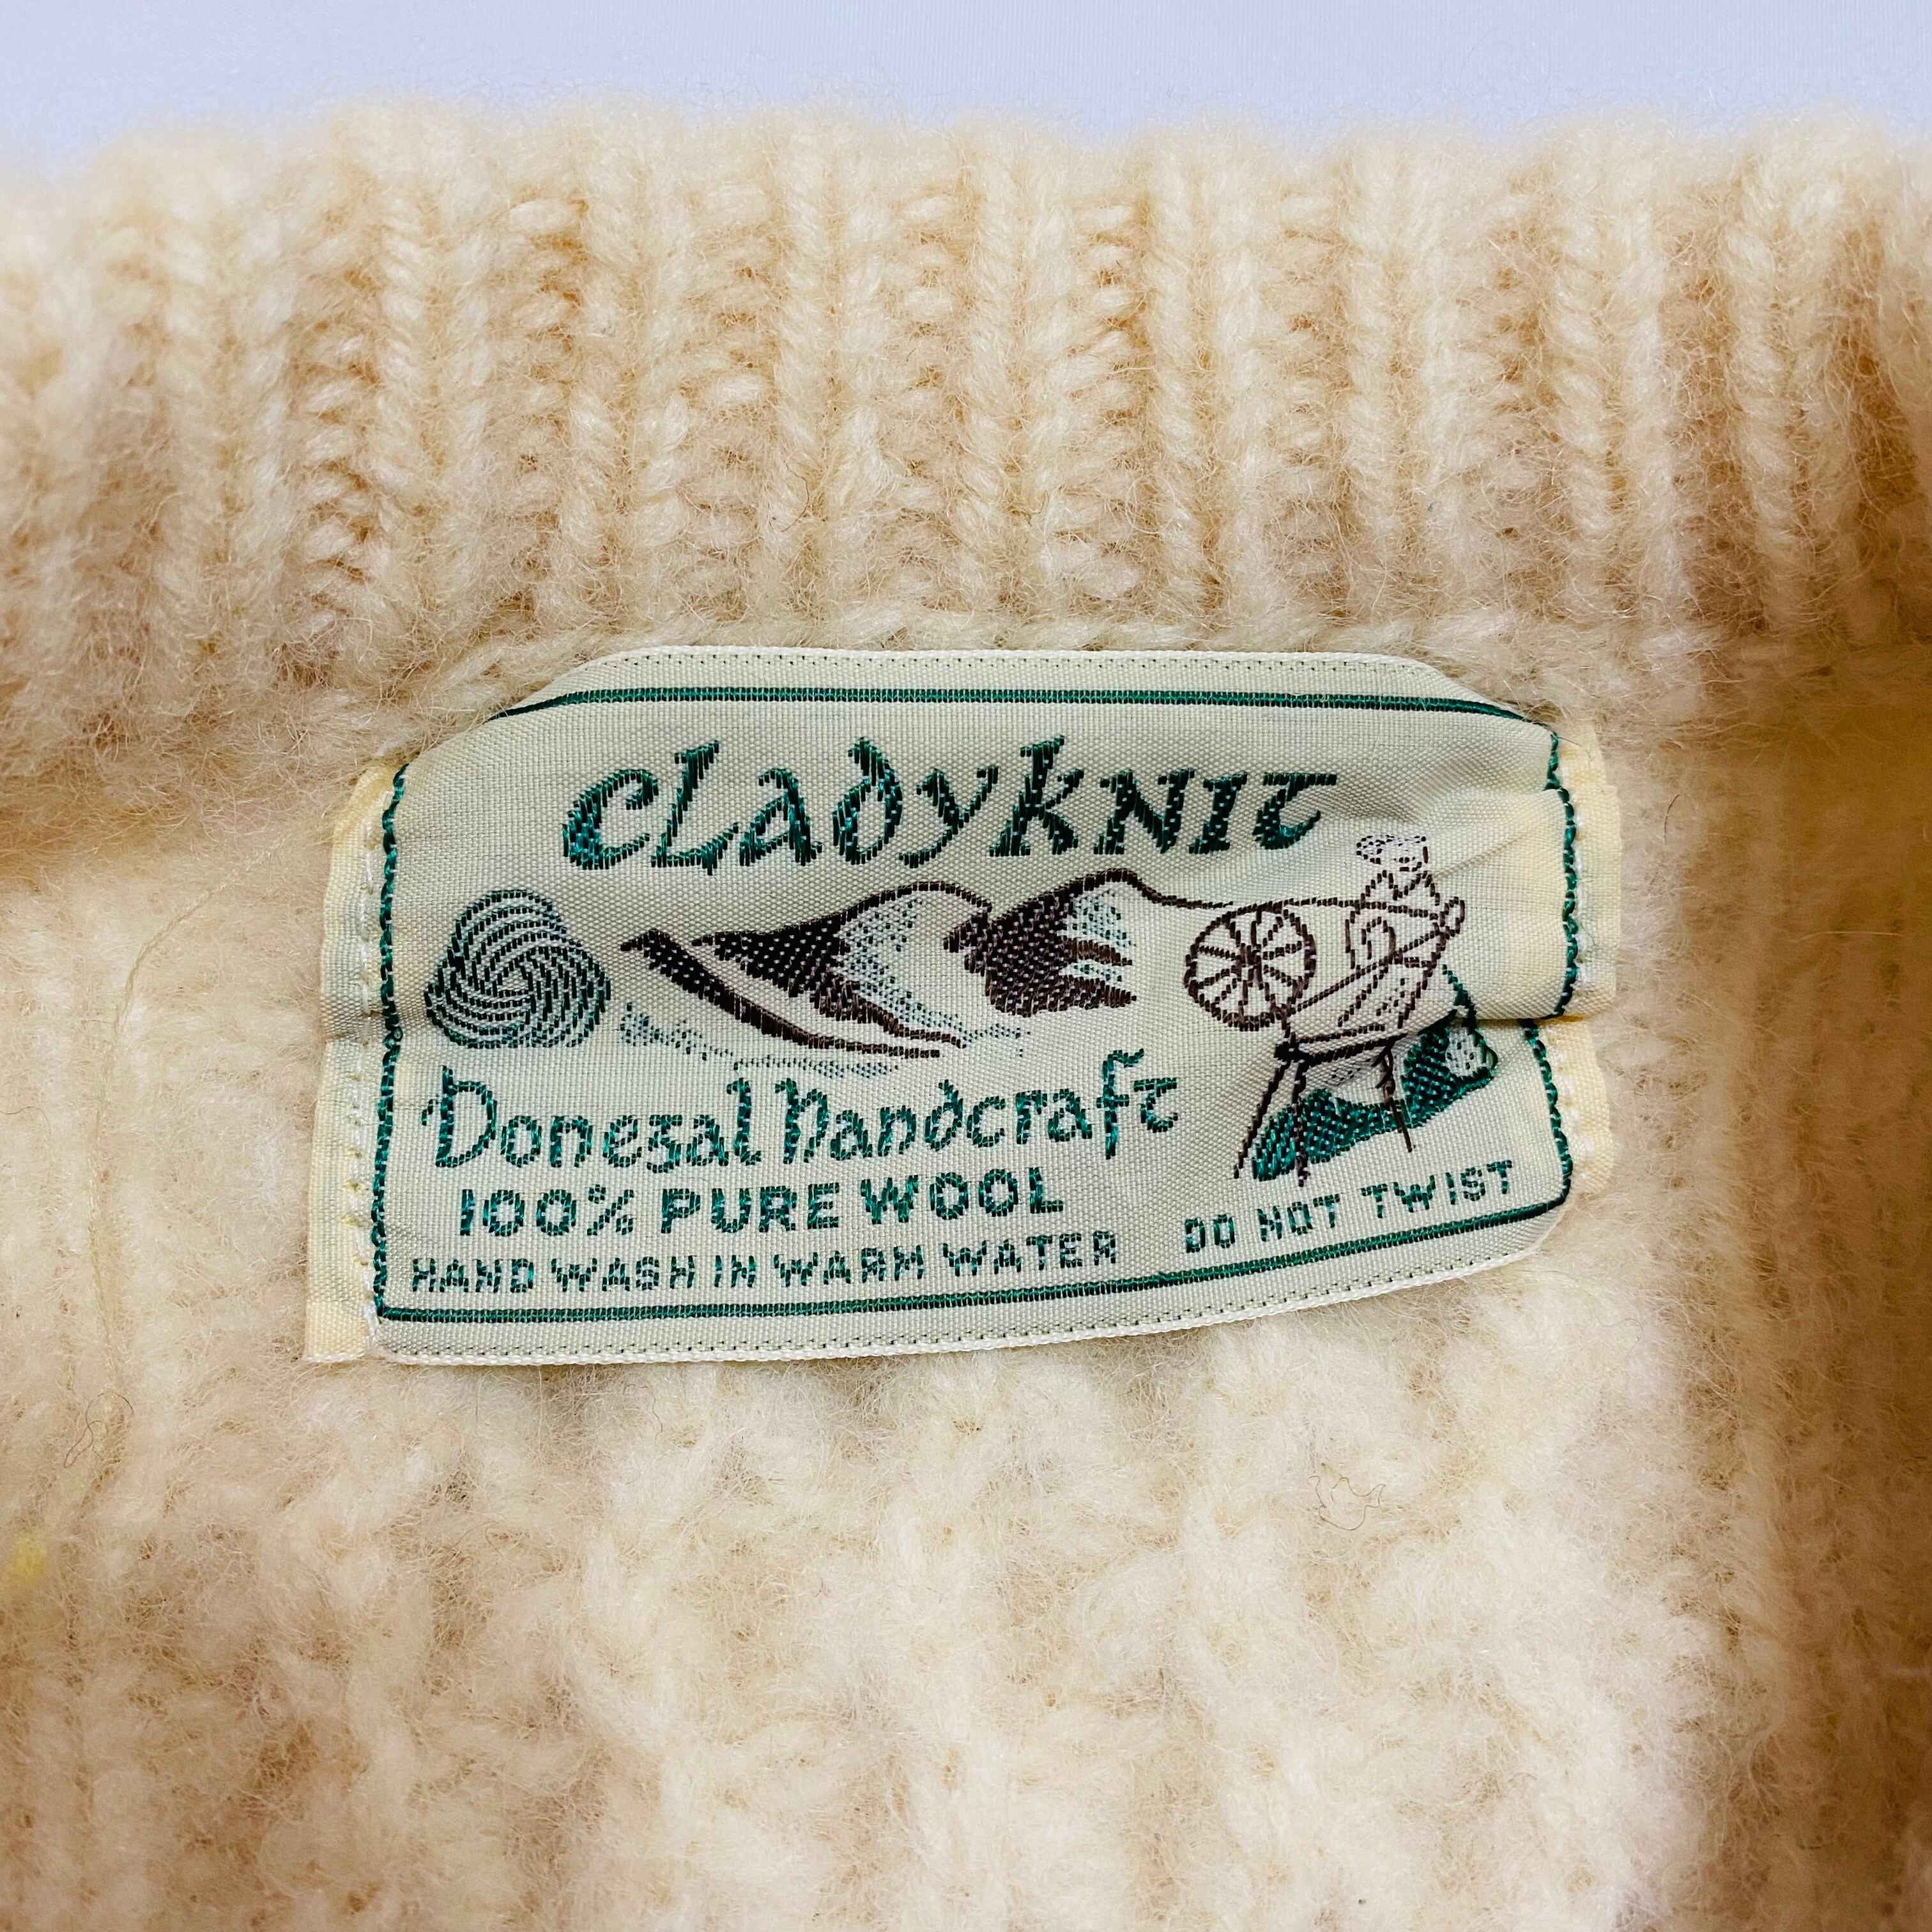 CLADYKNIT
Donegal Handcraft
100% PURE WOOL
HAND WASH IN WARM WATER DO NOT TWIST